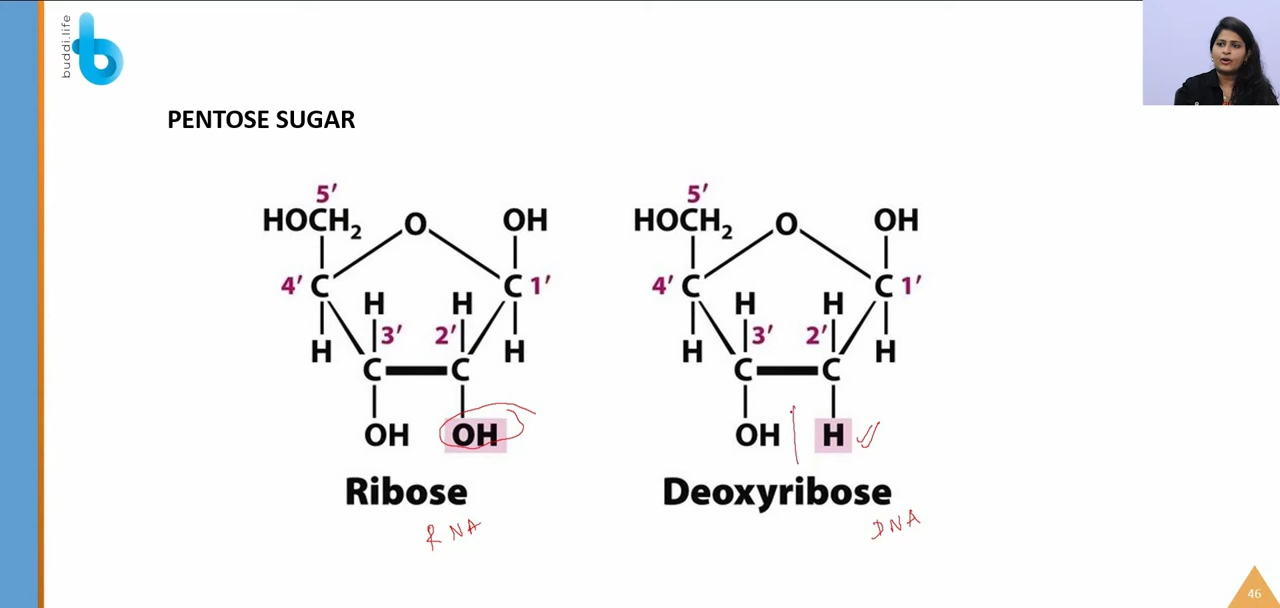 buddi.life
PENTOSE SUGAR
5′ 5′
HOCH2 O OH HOCH2 O OH
4′ C C 1′ 4′ C C 1′
H H H H
3′ 2′ 3′ 2′
H H H H
C C C C
OH OH OH H
Ribose Deoxyribose
RNA DNA
46